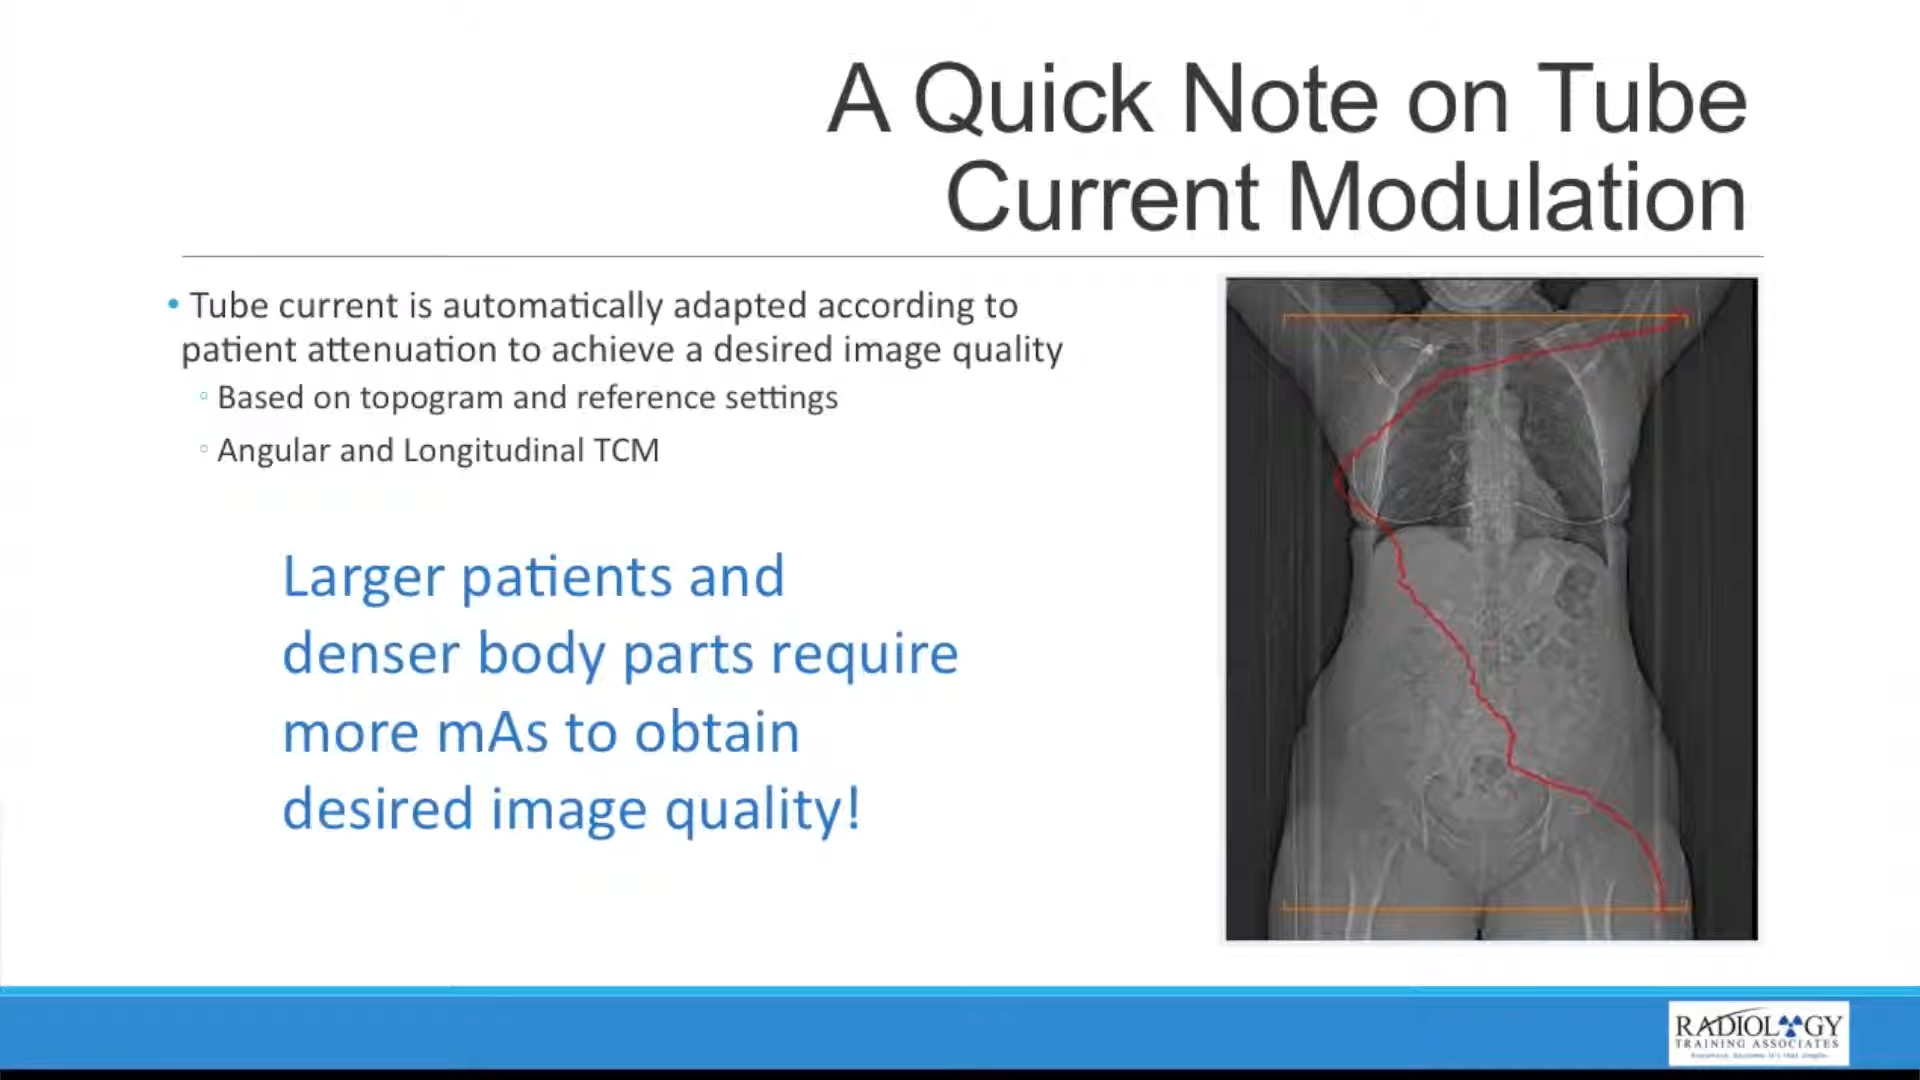 A Quick Note on Tube
Current Modulation
• Tube current is automatically adapted according to
patient attenuation to achieve a desired image quality
◦ Based on topogram and reference settings
◦ Angular and Longitudinal TCM
Larger patients and
denser body parts require
more mAs to obtain
desired image quality!
RADIOLOGY
TRAINING ASSOCIATES